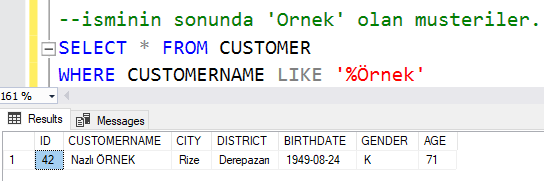 --isminin sonunda 'Ornek' olan musteriler.
SELECT * FROM CUSTOMER
WHERE CUSTOMERNAME LIKE '%Örnek'
161 %
Results Messages
ID CUSTOMERNAME CITY DISTRICT BIRTHDATE GENDER AGE
1 42 Nazlı ÖRNEK Rize Derepazarı 1949-08-24 K 71